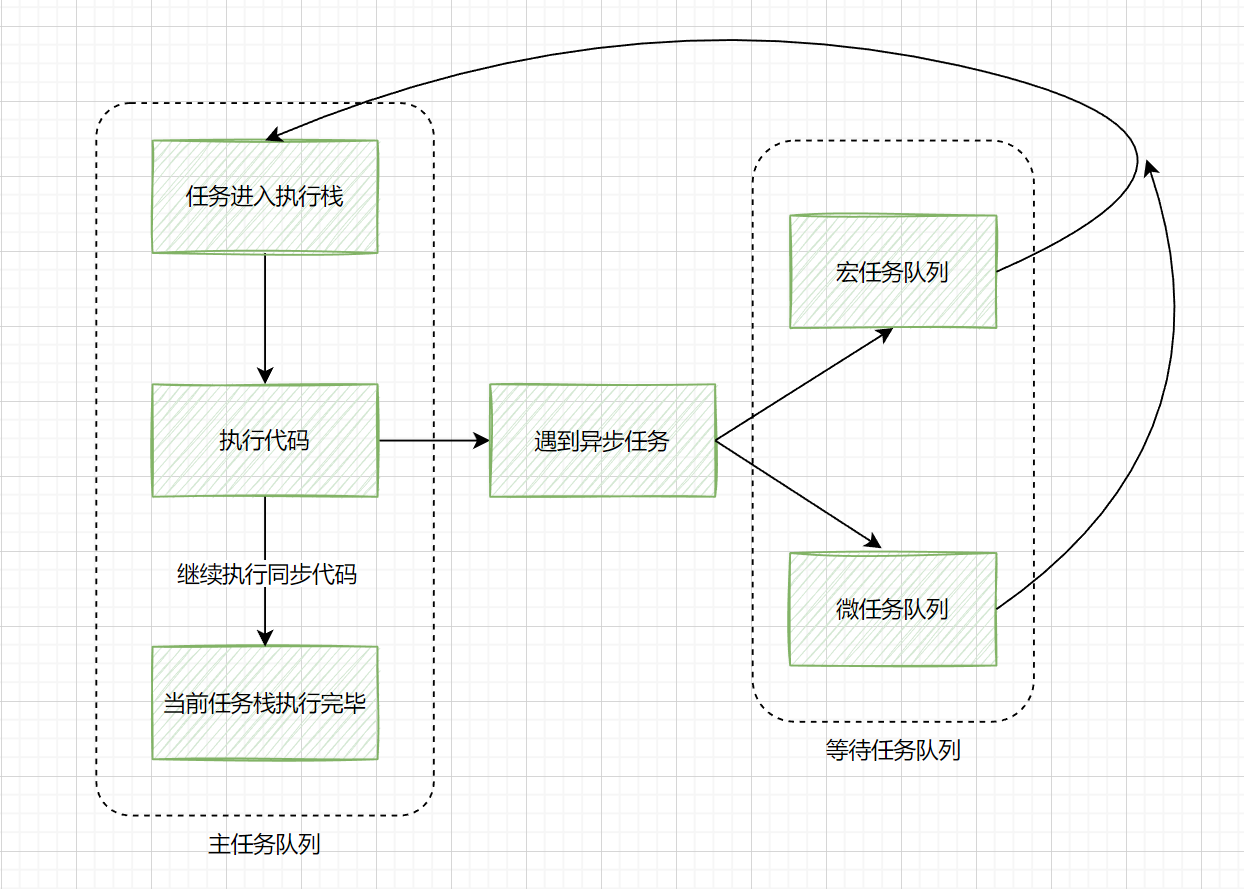 任务进入执行栈
宏任务队列
执行代码
遇到异步任务
继续执行同步代码
微任务队列
当前任务栈执行完毕
等待任务队列
主任务队列